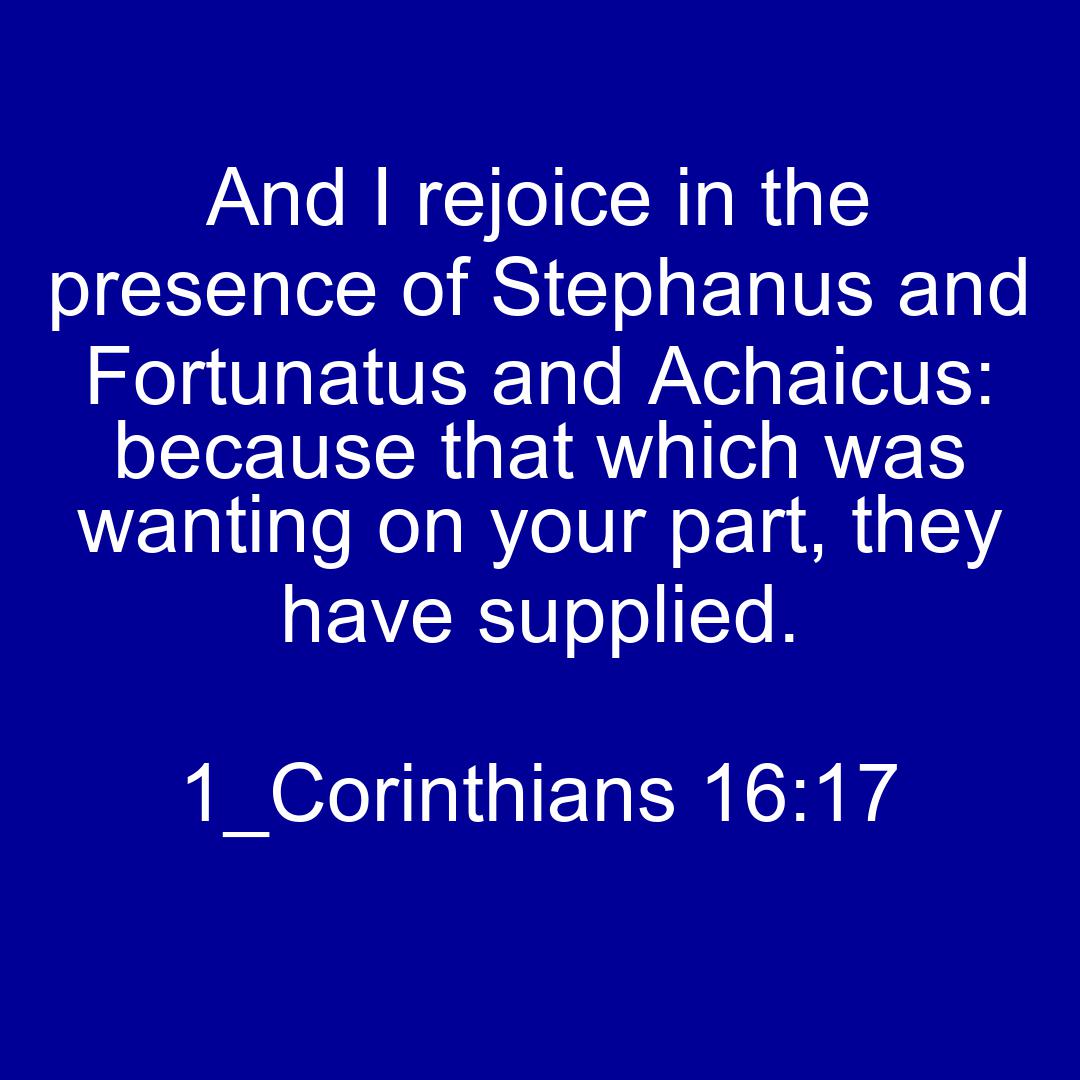 And I rejoice in the
presence of Stephanus and
Fortunatus and Achaicus:
because that which was
wanting on your part, they
have supplied.
1_Corinthians 16:17